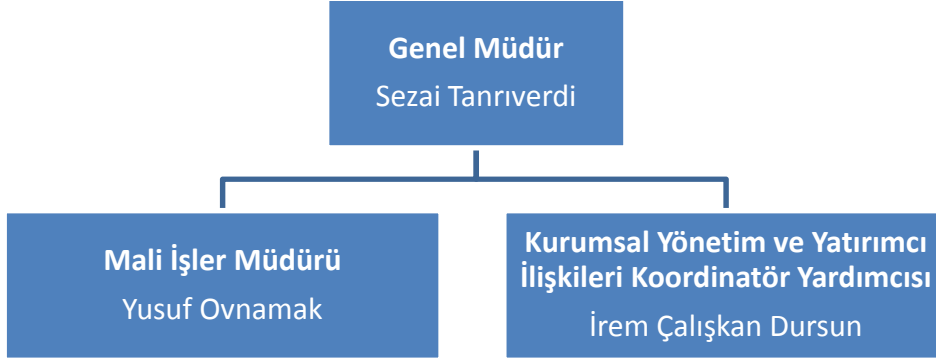 Genel Müdür
Sezai Tanrıverdi
Mali İşler Müdürü
Yusuf Ovnamak
Kurumsal Yönetim ve Yatırımcı
İlişkileri Koordinatör Yardımcısı
İrem Çalışkan Dursun